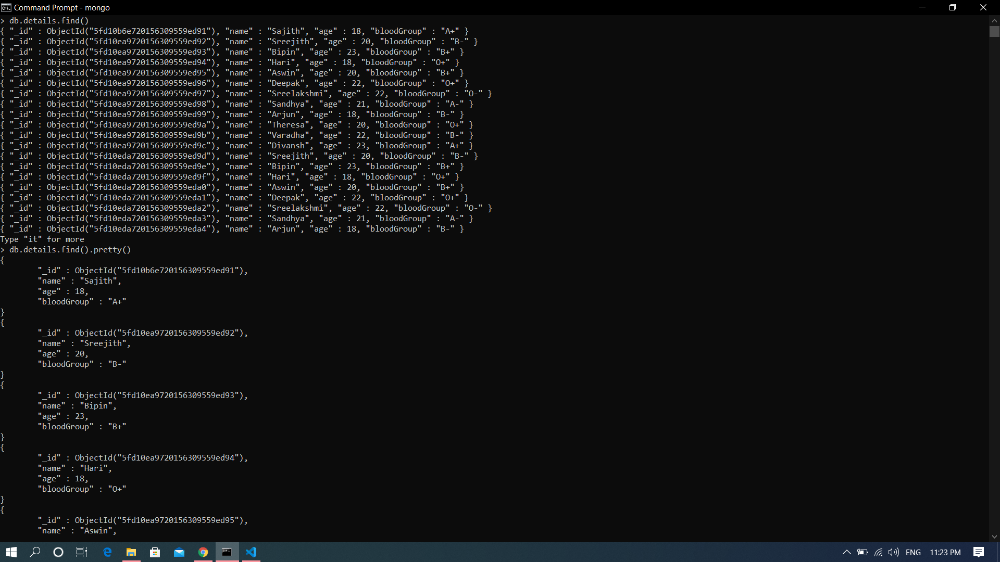 Command Prompt - mongo
> db.details.find()
{ "_id" : ObjectId("5fd10b6e720156309559ed91"), "name" : "Sajith", "age" : 18, "bloodGroup" : "A+" }
{ "_id" : ObjectId("5fd10ea9720156309559ed92"), "name" : "Sreejith", "age" : 20, "bloodGroup" : "B-" }
{ "_id" : ObjectId("5fd10ea9720156309559ed93"), "name" : "Bipin", "age" : 23, "bloodGroup" : "B+" }
{ "_id" : ObjectId("5fd10ea9720156309559ed94"), "name" : "Hari", "age" : 18, "bloodGroup" : "O+" }
{ "_id" : ObjectId("5fd10ea9720156309559ed95"), "name" : "Aswin", "age" : 20, "bloodGroup" : "B+" }
{ "_id" : ObjectId("5fd10ea9720156309559ed96"), "name" : "Deepak", "age" : 22, "bloodGroup" : "O+" }
{ "_id" : ObjectId("5fd10ea9720156309559ed97"), "name" : "Sreelakshmi", "age" : 22, "bloodGroup" : "O-" }
{ "_id" : ObjectId("5fd10ea9720156309559ed98"), "name" : "Sandhya", "age" : 21, "bloodGroup" : "A-" }
{ "_id" : ObjectId("5fd10ea9720156309559ed99"), "name" : "Arjun", "age" : 18, "bloodGroup" : "B-" }
{ "_id" : ObjectId("5fd10ea9720156309559ed9a"), "name" : "Theresa", "age" : 20, "bloodGroup" : "O+" }
{ "_id" : ObjectId("5fd10ea9720156309559ed9b"), "name" : "Varadha", "age" : 22, "bloodGroup" : "B-" }
{ "_id" : ObjectId("5fd10ea9720156309559ed9c"), "name" : "Divansh", "age" : 23, "bloodGroup" : "A+" }
{ "_id" : ObjectId("5fd10eda720156309559ed9d"), "name" : "Sreejith", "age" : 20, "bloodGroup" : "B-" }
{ "_id" : ObjectId("5fd10eda720156309559ed9e"), "name" : "Bipin", "age" : 23, "bloodGroup" : "B+" }
{ "_id" : ObjectId("5fd10eda720156309559ed9f"), "name" : "Hari", "age" : 18, "bloodGroup" : "O+" }
{ "_id" : ObjectId("5fd10eda720156309559eda0"), "name" : "Aswin", "age" : 20, "bloodGroup" : "B+" }
{ "_id" : ObjectId("5fd10eda720156309559eda1"), "name" : "Deepak", "age" : 22, "bloodGroup" : "O+" }
{ "_id" : ObjectId("5fd10eda720156309559eda2"), "name" : "Sreelakshmi", "age" : 22, "bloodGroup" : "O-" }
{ "_id" : ObjectId("5fd10eda720156309559eda3"), "name" : "Sandhya", "age" : 21, "bloodGroup" : "A-" }
{ "_id" : ObjectId("5fd10eda720156309559eda4"), "name" : "Arjun", "age" : 18, "bloodGroup" : "B-" }
Type "it" for more
> db.details.find().pretty()
{
"_id" : ObjectId("5fd10b6e720156309559ed91"),
"name" : "Sajith",
"age" : 18,
"bloodGroup" : "A+"
}
{
"_id" : ObjectId("5fd10ea9720156309559ed92"),
"name" : "Sreejith",
"age" : 20,
"bloodGroup" : "B-"
}
{
"_id" : ObjectId("5fd10ea9720156309559ed93"),
"name" : "Bipin",
"age" : 23,
"bloodGroup" : "B+"
}
{
"_id" : ObjectId("5fd10ea9720156309559ed94"),
"name" : "Hari",
"age" : 18,
"bloodGroup" : "O+"
}
{
"_id" : ObjectId("5fd10ea9720156309559ed95"),
"name" : "Aswin",
ENG 11:23 PM